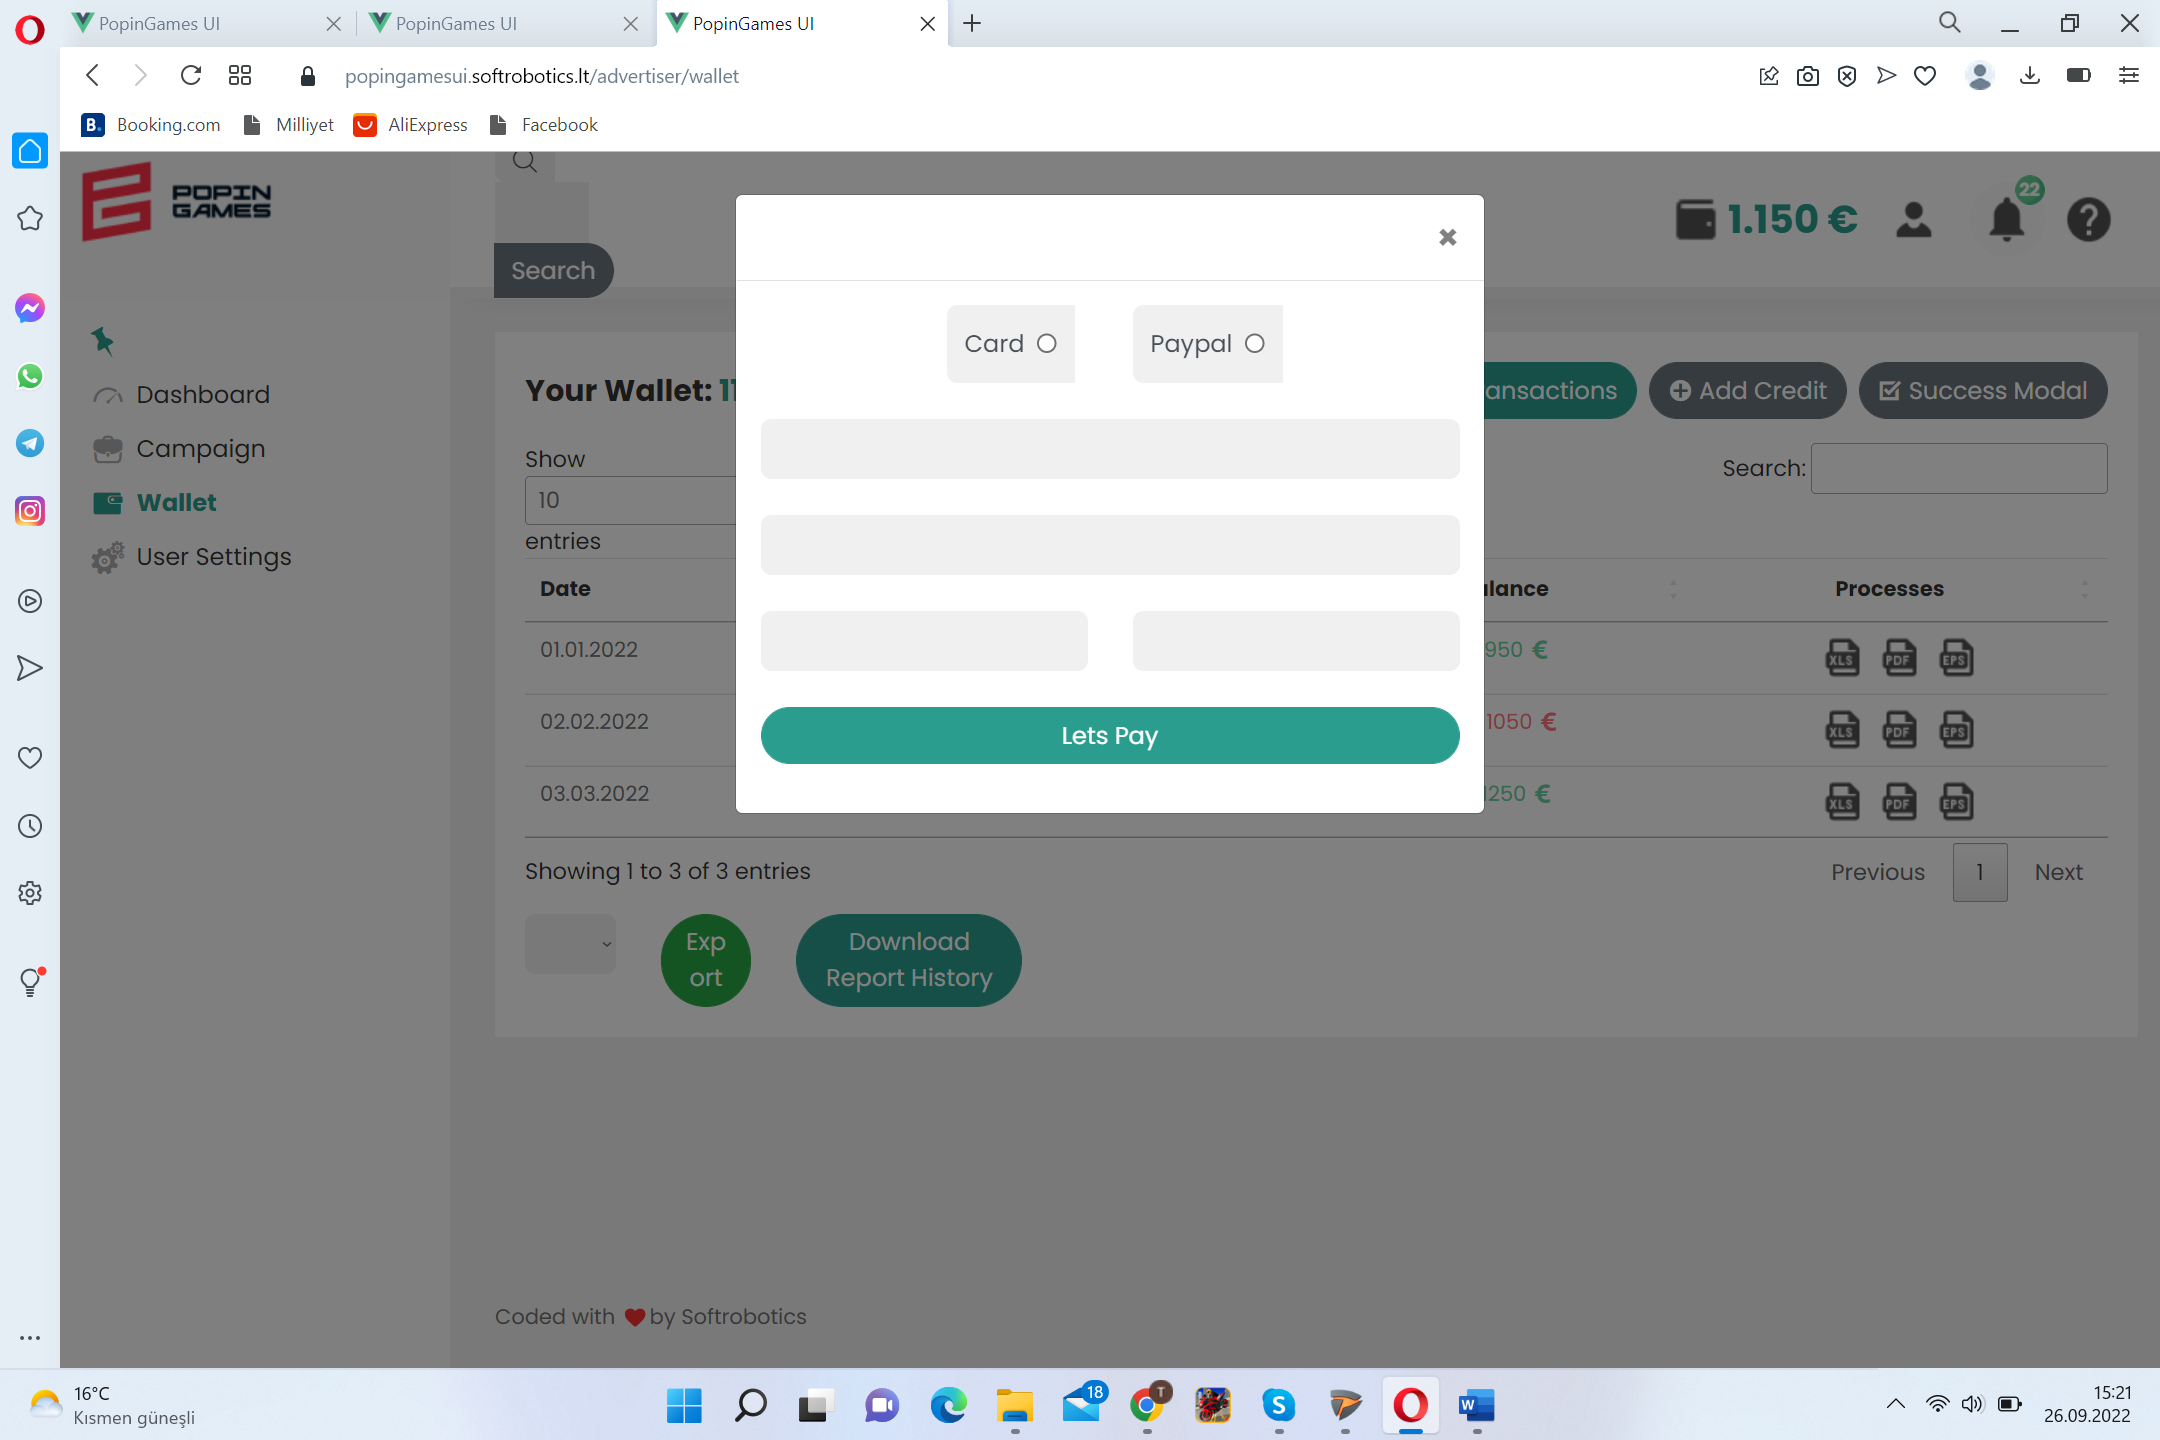 PopinGames UI
PopinGames UI
PopinGames UI
popingamesui.softrobotics.lt/advertiser/wallet
B. Booking.com
Milliyet
AliExpress
Facebook
POPIN
GAMES
Search
1.150 €
22
Dashboard
Campaign
Wallet
User Settings
Card
Paypal
Lets Pay
Your Wallet: 11
ansactions
Add Credit
Success Modal
Show
10
entries
Search:
Date
lance
Processes
01.01.2022
950 €
XLS PDF EPS
02.02.2022
1050 €
XLS PDF EPS
03.03.2022
1250 €
XLS PDF EPS
Showing 1 to 3 of 3 entries
Previous
1
Next
Exp
ort
Download
Report History
Coded with by Softrobotics
16°C
Kısmen güneşli
18
T
S
W
15:21
26.09.2022